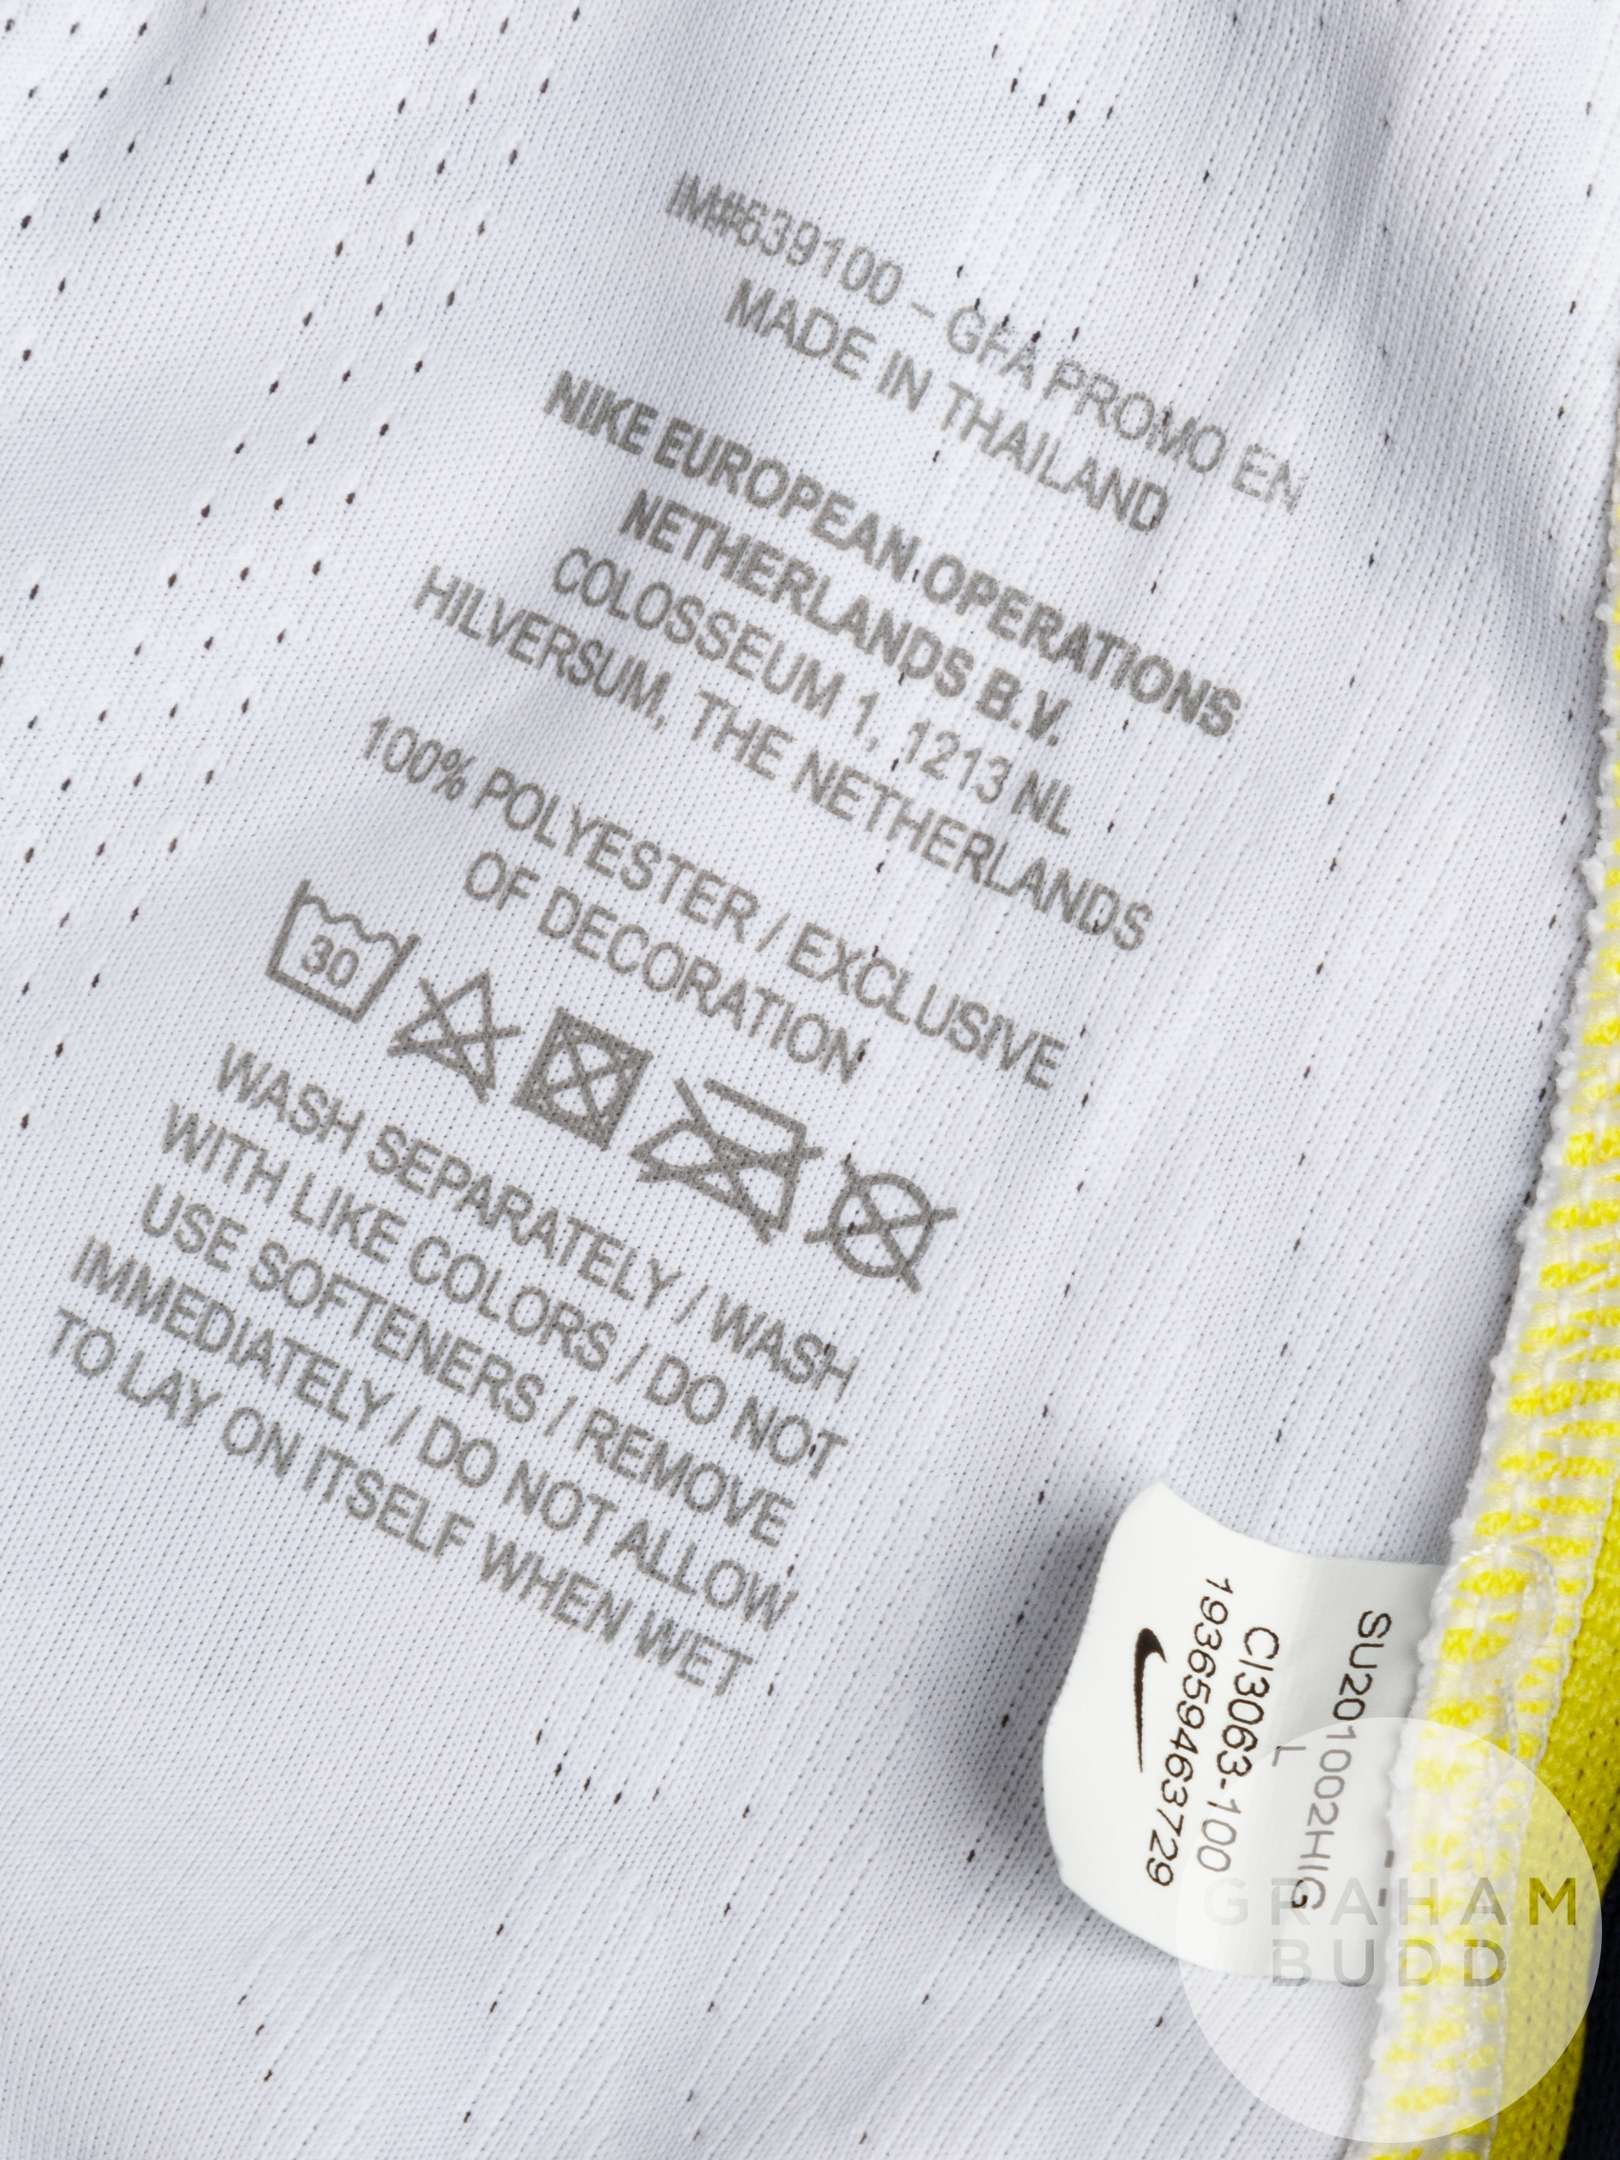 IM#639100 – GFA PROMO EN
MADE IN THAILAND
NIKE EUROPEAN OPERATIONS
NETHERLANDS B.V.
COLOSSEUM 1, 1213 NL
HILVERSUM, THE NETHERLANDS
100% POLYESTER / EXCLUSIVE
OF DECORATION
30
WASH SEPARATELY / WASH
WITH LIKE COLORS / DO NOT
USE SOFTENERS / REMOVE
IMMEDIATELY / DO NOT ALLOW
TO LAY ON ITSELF WHEN WET
SU201002HIG
L
CI3063-100
193659463729
GRAHAM
BUDD